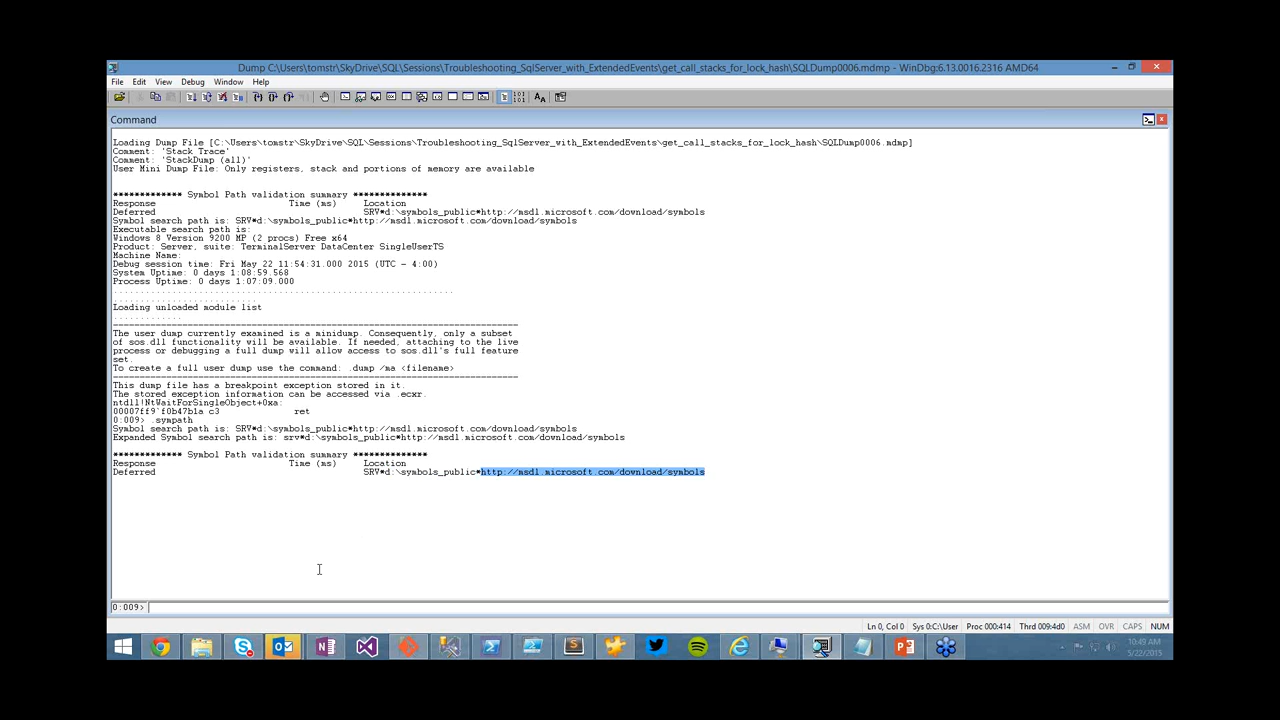 Dump C:\Users\tomstr\SkyDrive\SQL\Sessions\Troubleshooting_SqlServer_with_ExtendedEvents\get_call_stacks_for_lock_hash\SQLDump0006.mdmp - WinDbg:6.13.0016.2316 AMD64
File Edit View Debug Window Help
Command
Loading Dump File [C:\Users\tomstr\SkyDrive\SQL\Sessions\Troubleshooting_SqlServer_with_ExtendedEvents\get_call_stacks_for_lock_hash\SQLDump0006.mdmp]
Comment: 'Stack Trace'
Comment: 'StackDump (all)'
User Mini Dump File: Only registers, stack and portions of memory are available
************* Symbol Path validation summary **************
Response Time (ms) Location
Deferred SRV*d:\symbols_public*http://msdl.microsoft.com/download/symbols
Symbol search path is: SRV*d:\symbols_public*http://msdl.microsoft.com/download/symbols
Executable search path is:
Windows 8 Version 9200 MP (2 procs) Free x64
Product: Server, suite: TerminalServer DataCenter SingleUserTS
Machine Name:
Debug session time: Fri May 22 11:54:31.000 2015 (UTC - 4:00)
System Uptime: 0 days 1:08:59.568
Process Uptime: 0 days 1:07:09.000
................................................................
..........................
Loading unloaded module list
.............
------------------------------------------------------------
The user dump currently examined is a minidump. Consequently, only a subset
of sos.dll functionality will be available. If needed, attaching to the live
process or debugging a full dump will allow access to sos.dll's full feature
set.
To create a full user dump use the command: .dump /ma <filename>
------------------------------------------------------------
This dump file has a breakpoint exception stored in it.
The stored exception information can be accessed via .ecxr.
ntdll!NtWaitForSingleObject+0xa:
00007ff9`f0b47b1a c3 ret
0:009> .sympath
Symbol search path is: SRV*d:\symbols_public*http://msdl.microsoft.com/download/symbols
Expanded Symbol search path is: srv*d:\symbols_public*http://msdl.microsoft.com/download/symbols
************* Symbol Path validation summary **************
Response Time (ms) Location
Deferred SRV*d:\symbols_public*http://msdl.microsoft.com/download/symbols
0:009>
Ln 0, Col 0 Sys 0:C:\User Proc 000:414 Thrd 009:4d0 ASM OVR CAPS NUM
10:49 AM
5/22/2015